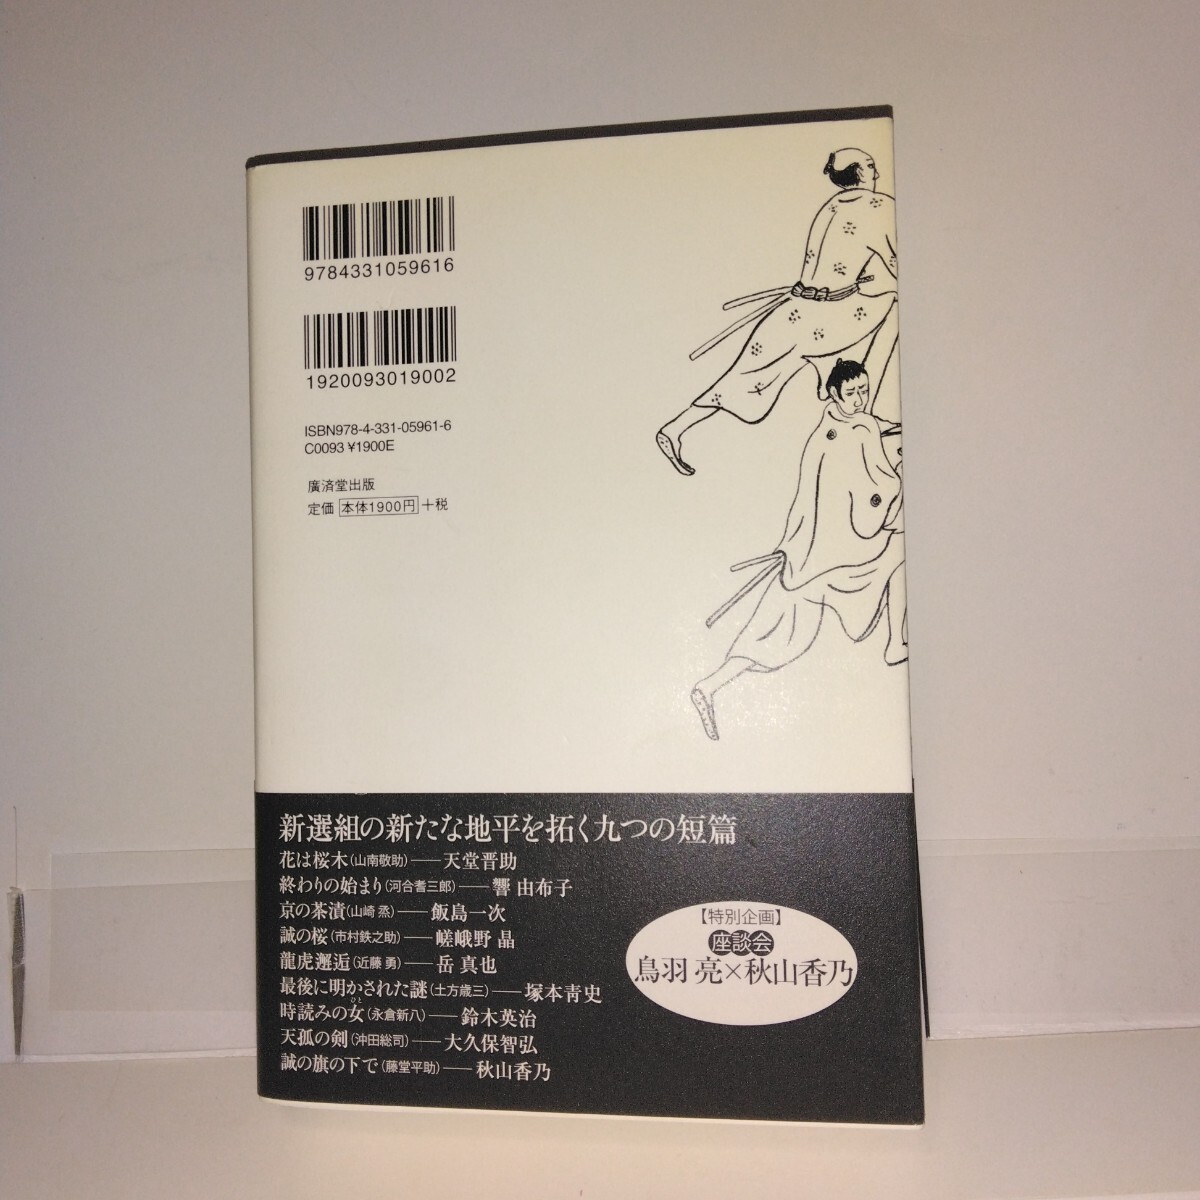 9784331059616
1920093019002
ISBN978-4-331-05961-6
C0093 ¥1900E
廣済堂出版
定価 本体1900円 +税
新選組の新たな地平を拓く九つの短篇
花は桜木(山南敬助)――天堂晋助
終わりの始まり(河合耆三郎)――響 由布子
京の茶漬(山崎 烝)――飯島一次
誠の桜(市村鉄之助)――嵯峨野 晶
龍虎邂逅(近藤 勇)――岳 真也
最後に明かされた謎(土方歳三)――塚本靑史
ひと
時読みの女(永倉新八)――鈴木英治
天孤の剣(沖田総司)――大久保智弘
誠の旗の下で(藤堂平助)――秋山香乃
【特別企画】
座談会
鳥羽 亮×秋山香乃